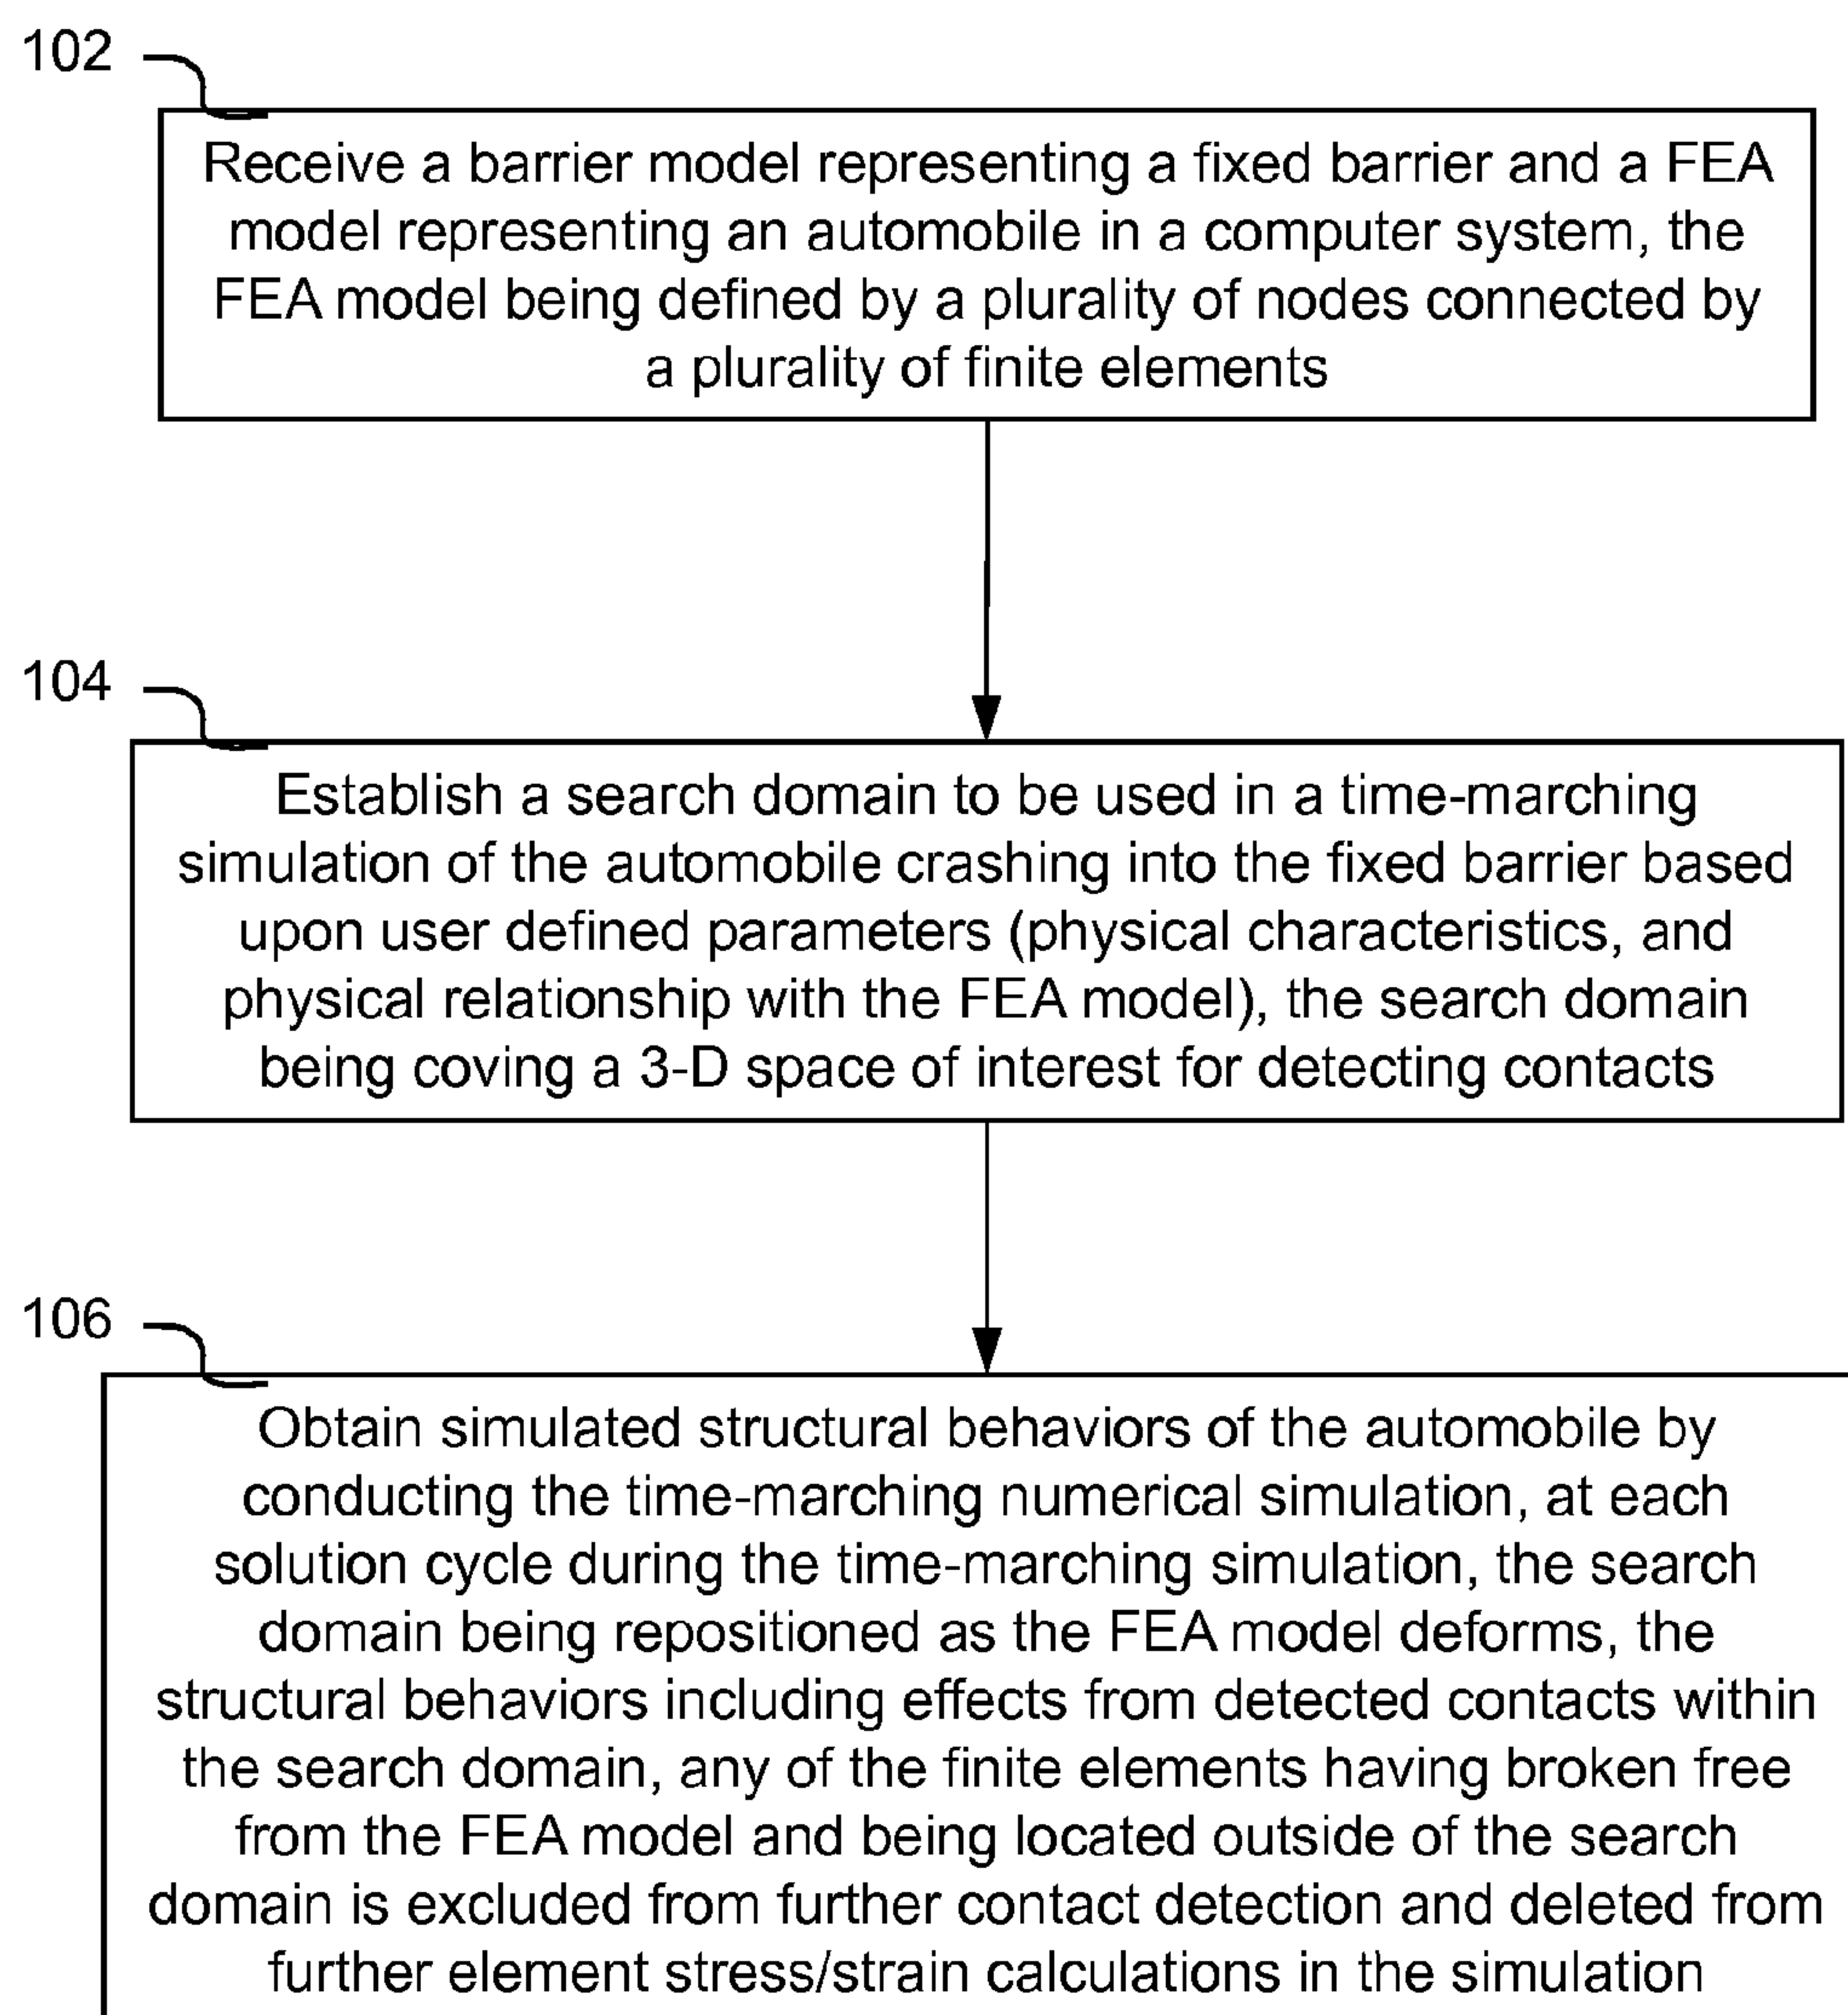 102
Receive a barrier model representing a fixed barrier and a FEA
model representing an automobile in a computer system, the
FEA model being defined by a plurality of nodes connected by
a plurality of finite elements
104
Establish a search domain to be used in a time-marching
simulation of the automobile crashing into the fixed barrier based
upon user defined parameters (physical characteristics, and
physical relationship with the FEA model), the search domain
being coving a 3-D space of interest for detecting contacts
106
Obtain simulated structural behaviors of the automobile by
conducting the time-marching numerical simulation, at each
solution cycle during the time-marching simulation, the search
domain being repositioned as the FEA model deforms, the
structural behaviors including effects from detected contacts within
the search domain, any of the finite elements having broken free
from the FEA model and being located outside of the search
domain is excluded from further contact detection and deleted from
further element stress/strain calculations in the simulation